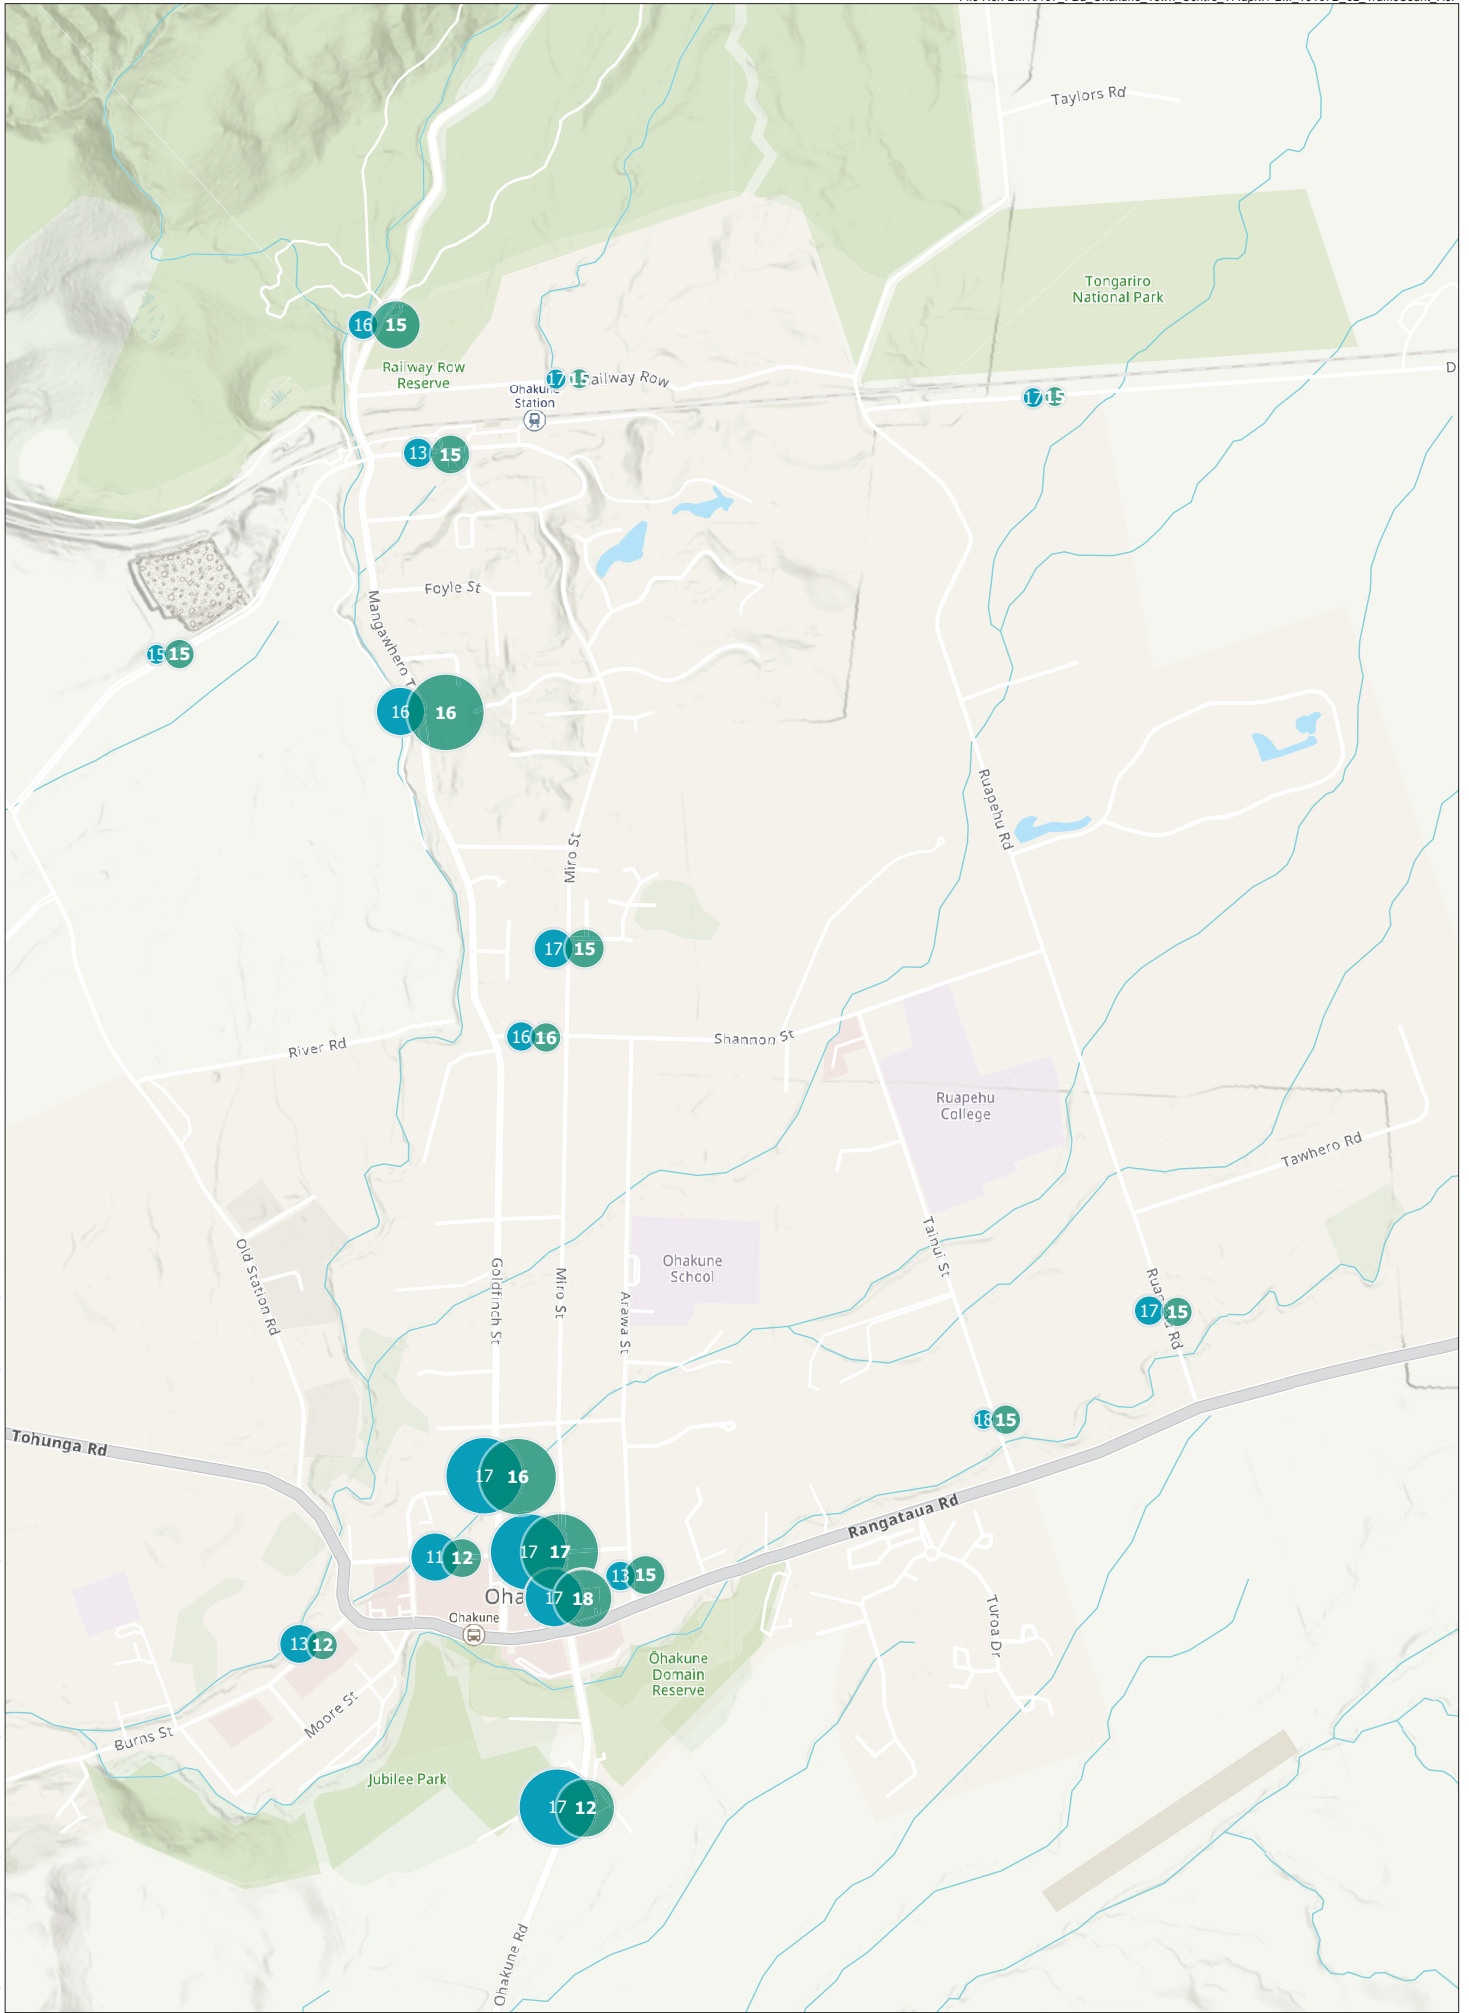 Taylors Rd
Tongariro
National Park
16 15
Railway Row
Reserve
17 15
Railway Row
Ohakune
Station
17 15
D
13 15
Foyle St
Mangawhero T
15 15
16 16
Ruapehu Rd
Miro St
17 15
16 16
Shannon St
River Rd
Ruapehu
College
Tawhero Rd
Tainui St
Old Station Rd
Goldfinch St
Miro St
Arawa St
Ohakune
School
17 15
Rua
Rd
18 15
Tohunga Rd
17 16
Rangataua Rd
17 17
11 12
13 15
Oha
17 18
Ohakune
13 12
Turoa Dr
Ōhakune
Domain
Reserve
Moore St
Burns St
Jubilee Park
17 12
Ohakune Rd